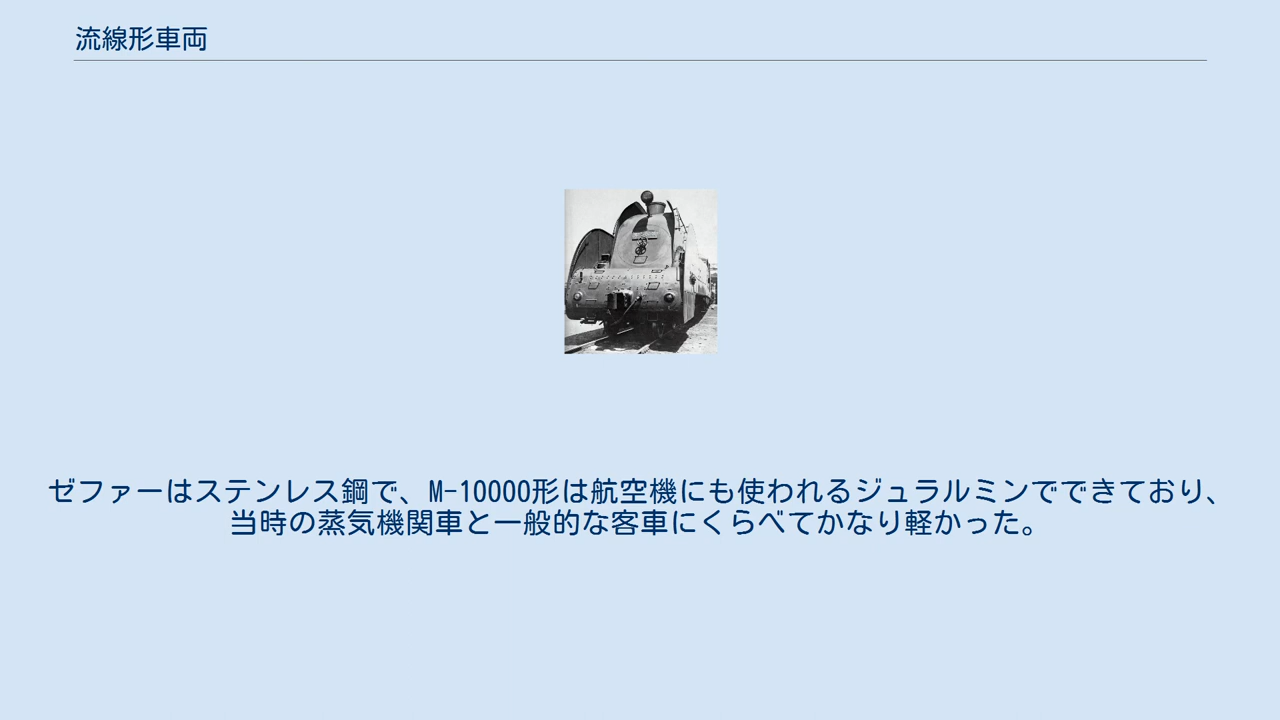 流線形車両
ゼファーはステンレス鋼で、M-10000形は航空機にも使われるジュラルミンでできており、
当時の蒸気機関車と一般的な客車にくらべてかなり軽かった。